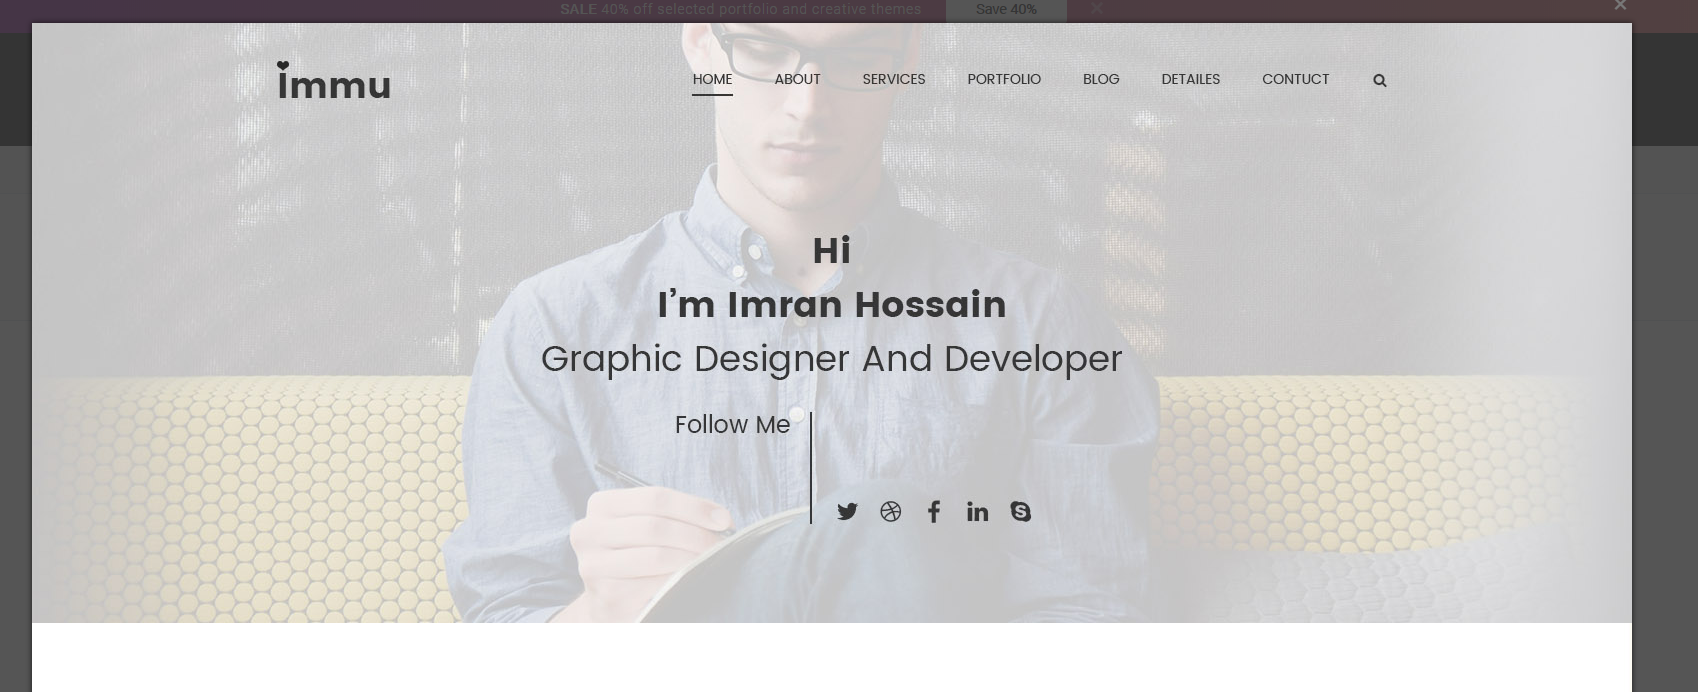 SALE 40% off selected portfolio and creative themes Save 40%
immu
HOME ABOUT SERVICES PORTFOLIO BLOG DETAILES CONTUCT
Hi
I'm Imran Hossain
Graphic Designer And Developer
Follow Me